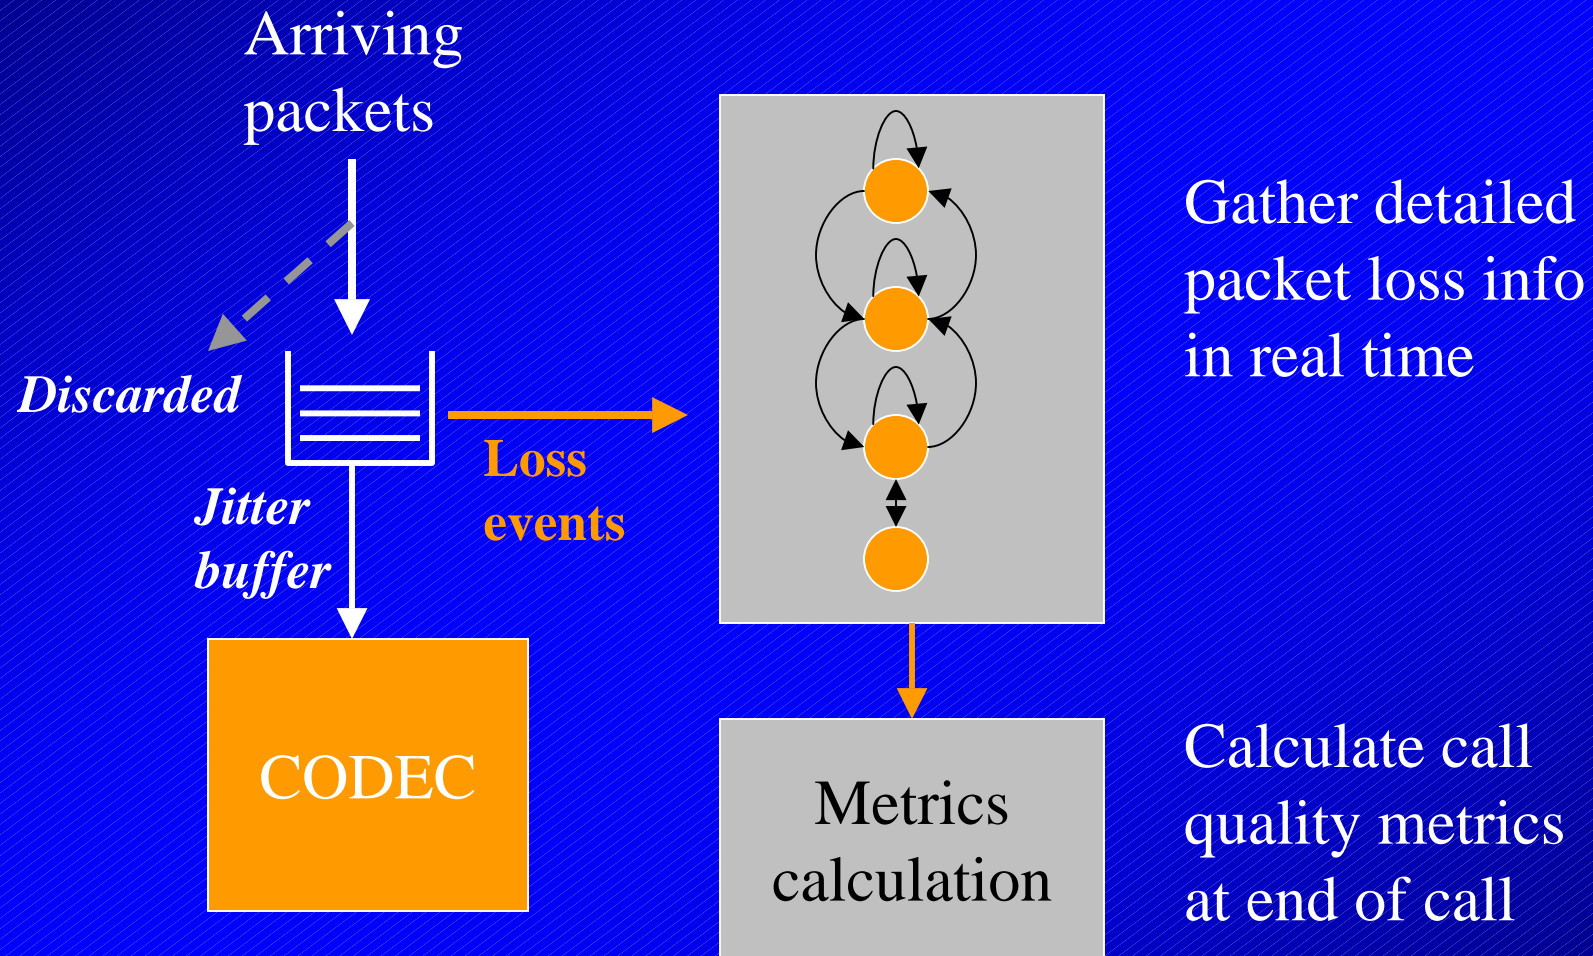 Arriving
packets
Discarded
Jitter
buffer
Loss
events
CODEC
Gather detailed
packet loss info
in real time
Metrics
calculation
Calculate call
quality metrics
at end of call